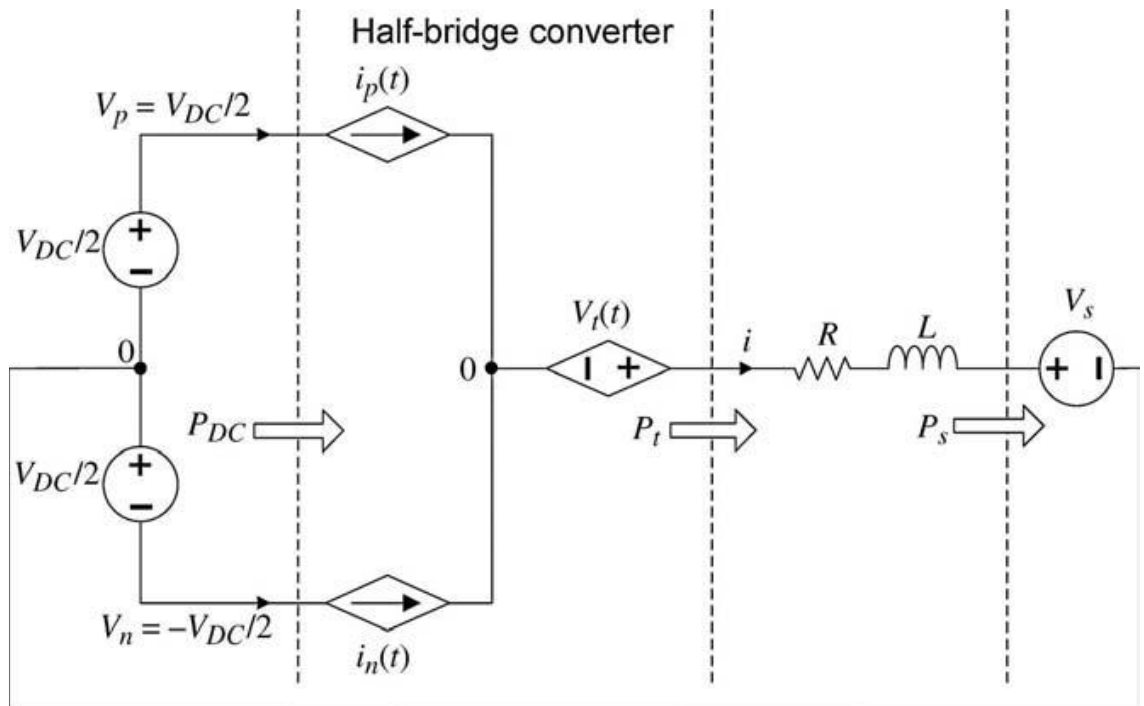 Half-bridge converter
i_p(t)
V_p = V_DC/2
V_DC/2
+
−
0
0
V_t(t)
− +
i
R
L
V_s
+ −
P_DC
P_t
P_s
V_DC/2
+
−
V_n = −V_DC/2
i_n(t)